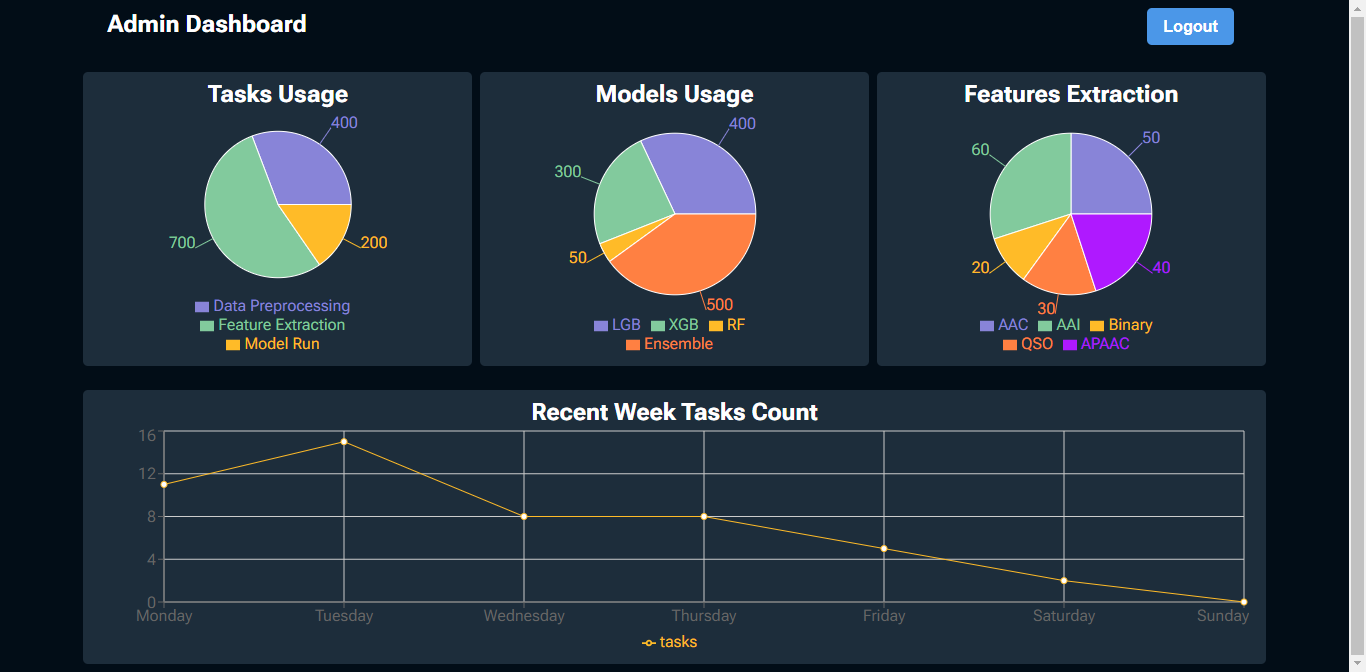 Admin Dashboard
Logout
Tasks Usage
400
700
200
Data Preprocessing
Feature Extraction
Model Run
Models Usage
400
300
50
500
LGB XGB RF
Ensemble
Features Extraction
50
60
20
40
30
AAC AAI Binary
QSO APAAC
Recent Week Tasks Count
16
12
8
4
0
Monday Tuesday Wednesday Thursday Friday Saturday Sunday
tasks